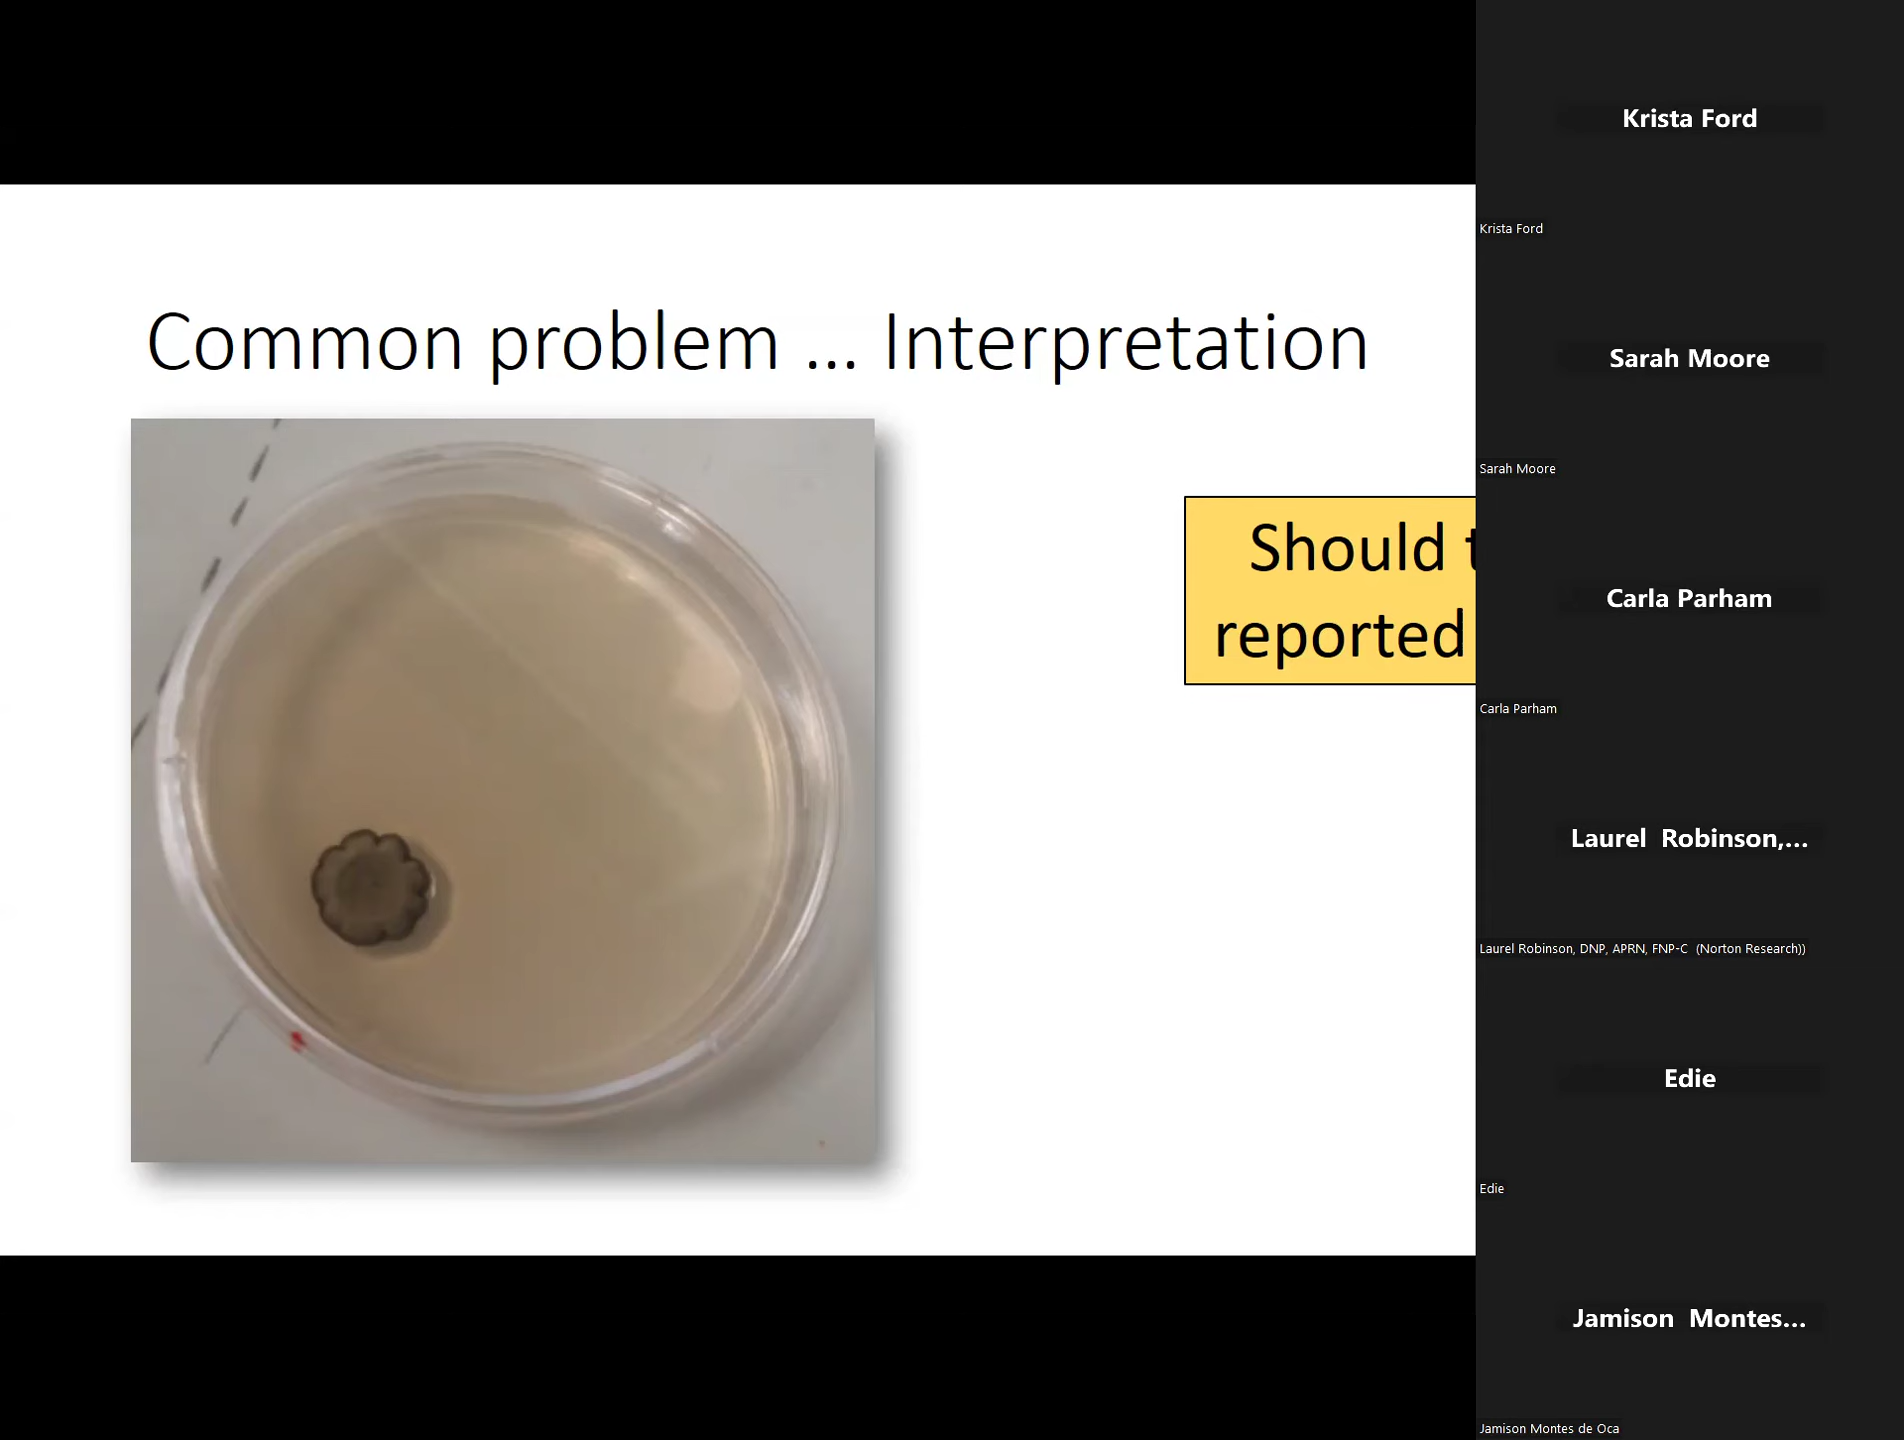 Common problem ... Interpretation
Should
reported
Krista Ford
Krista Ford
Sarah Moore
Sarah Moore
Carla Parham
Carla Parham
Laurel Robinson,...
Laurel Robinson, DNP, APRN, FNP-C (Norton Research))
Edie
Edie
Jamison Montes...
Jamison Montes de Oca